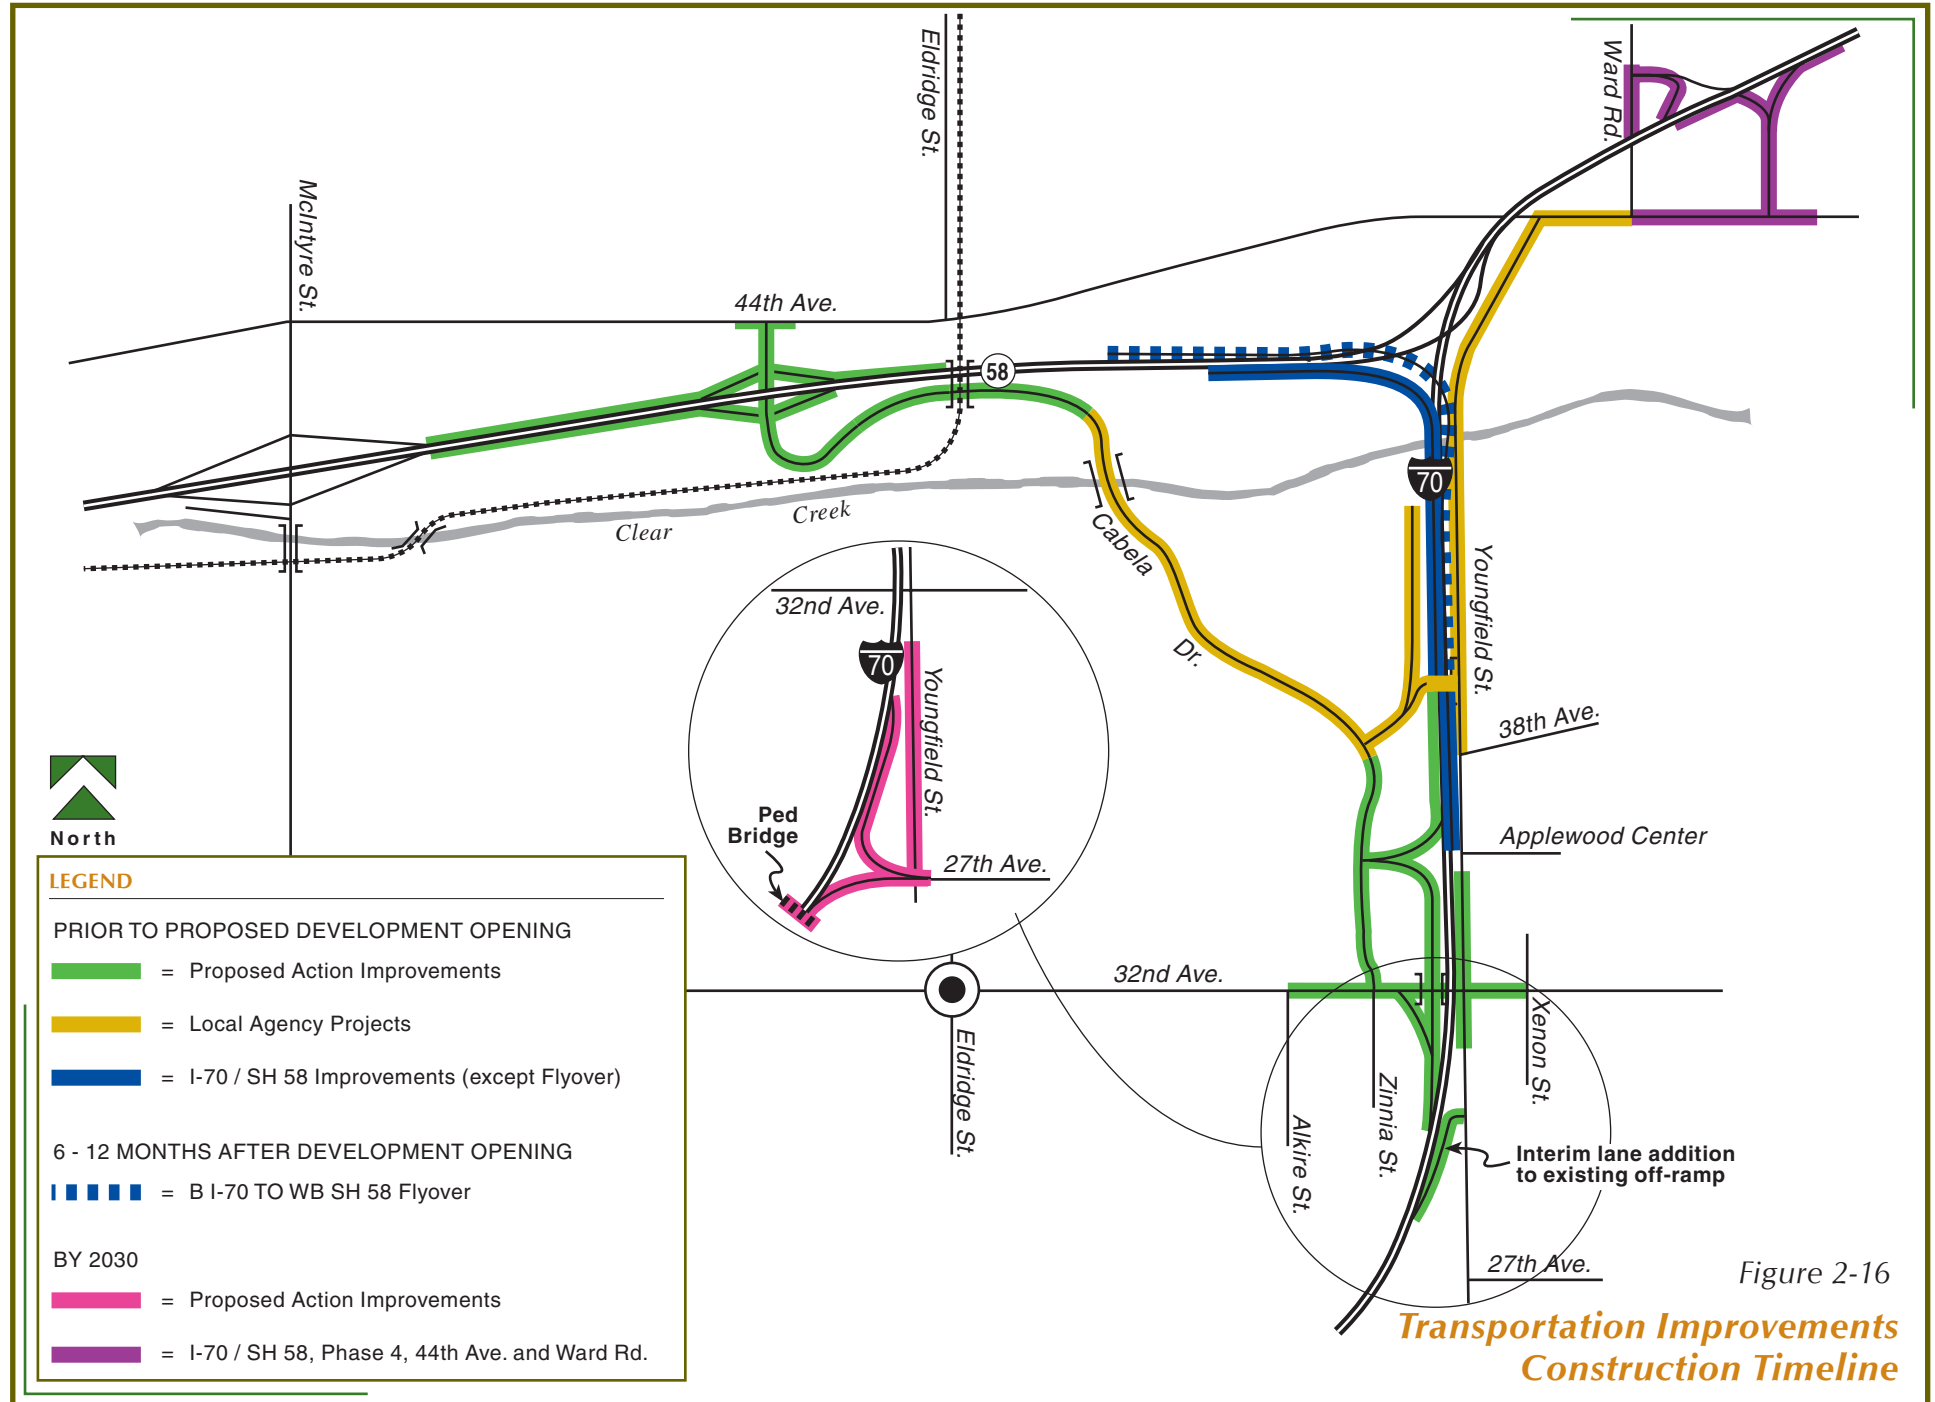 Eldridge St.
Ward Rd.
McIntyre St.
44th Ave.
58
70
Clear
Creek
Cabela
Dr.
Youngfield St.
38th Ave.
32nd Ave.
70
Youngfield St.
Ped
Bridge
27th Ave.
Applewood Center
North
32nd Ave.
Eldridge St.
Xenon St.
Zinnia St.
Alkire St.
Interim lane addition
to existing off-ramp
27th Ave.
LEGEND
PRIOR TO PROPOSED DEVELOPMENT OPENING
= Proposed Action Improvements
= Local Agency Projects
= I-70 / SH 58 Improvements (except Flyover)
6 - 12 MONTHS AFTER DEVELOPMENT OPENING
= B I-70 TO WB SH 58 Flyover
BY 2030
= Proposed Action Improvements
= I-70 / SH 58, Phase 4, 44th Ave. and Ward Rd.
Figure 2-16
Transportation Improvements
Construction Timeline